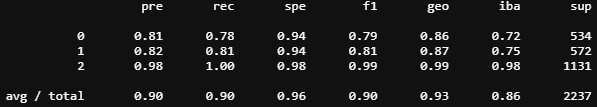 pre rec spe f1 geo iba sup
0 0.81 0.78 0.94 0.79 0.86 0.72 534
1 0.82 0.81 0.94 0.81 0.87 0.75 572
2 0.98 1.00 0.98 0.99 0.99 0.98 1131
avg / total 0.90 0.90 0.96 0.90 0.93 0.86 2237